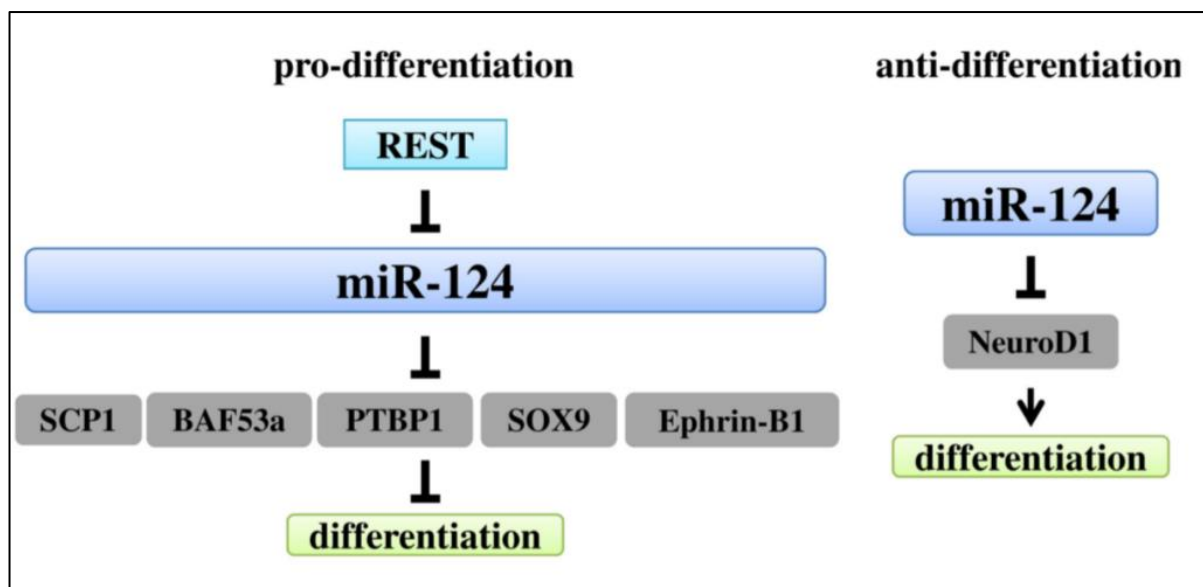 pro-differentiation
REST
miR-124
SCP1 BAF53a PTBP1 SOX9 Ephrin-B1
differentiation
anti-differentiation
miR-124
NeuroD1
differentiation